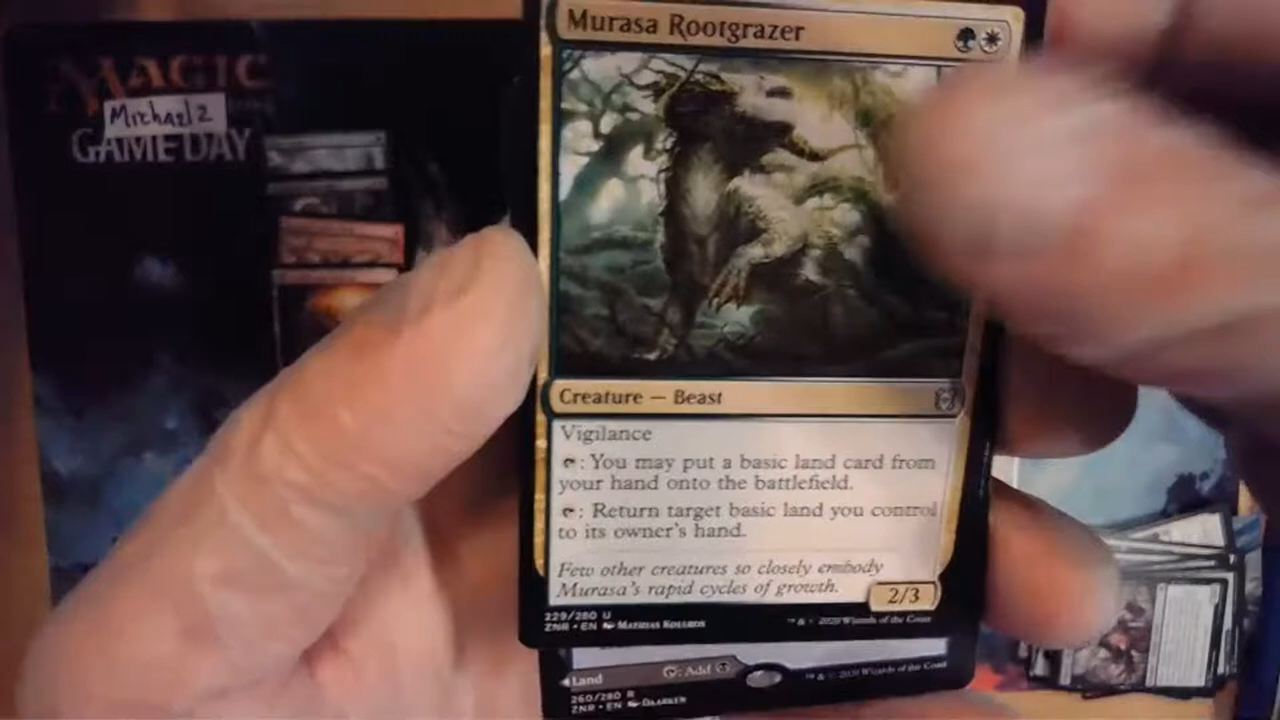 MAGIC
Michael Z
GAME DAY
Murasa Rootgrazer
Creature — Beast
Vigilance
: You may put a basic land card from
your hand onto the battlefield.
: Return target basic land you control
to its owner's hand.
Few other creatures so closely embody
Murasa's rapid cycles of growth.
2/3
229/280 U
ZNR • EN Mathias Kollros
™ & © 2020 Wizards of the Coast
Land
: Add
™ & © 2020 Wizards of the Coast
260/280 R
ZNR • EN Daarken